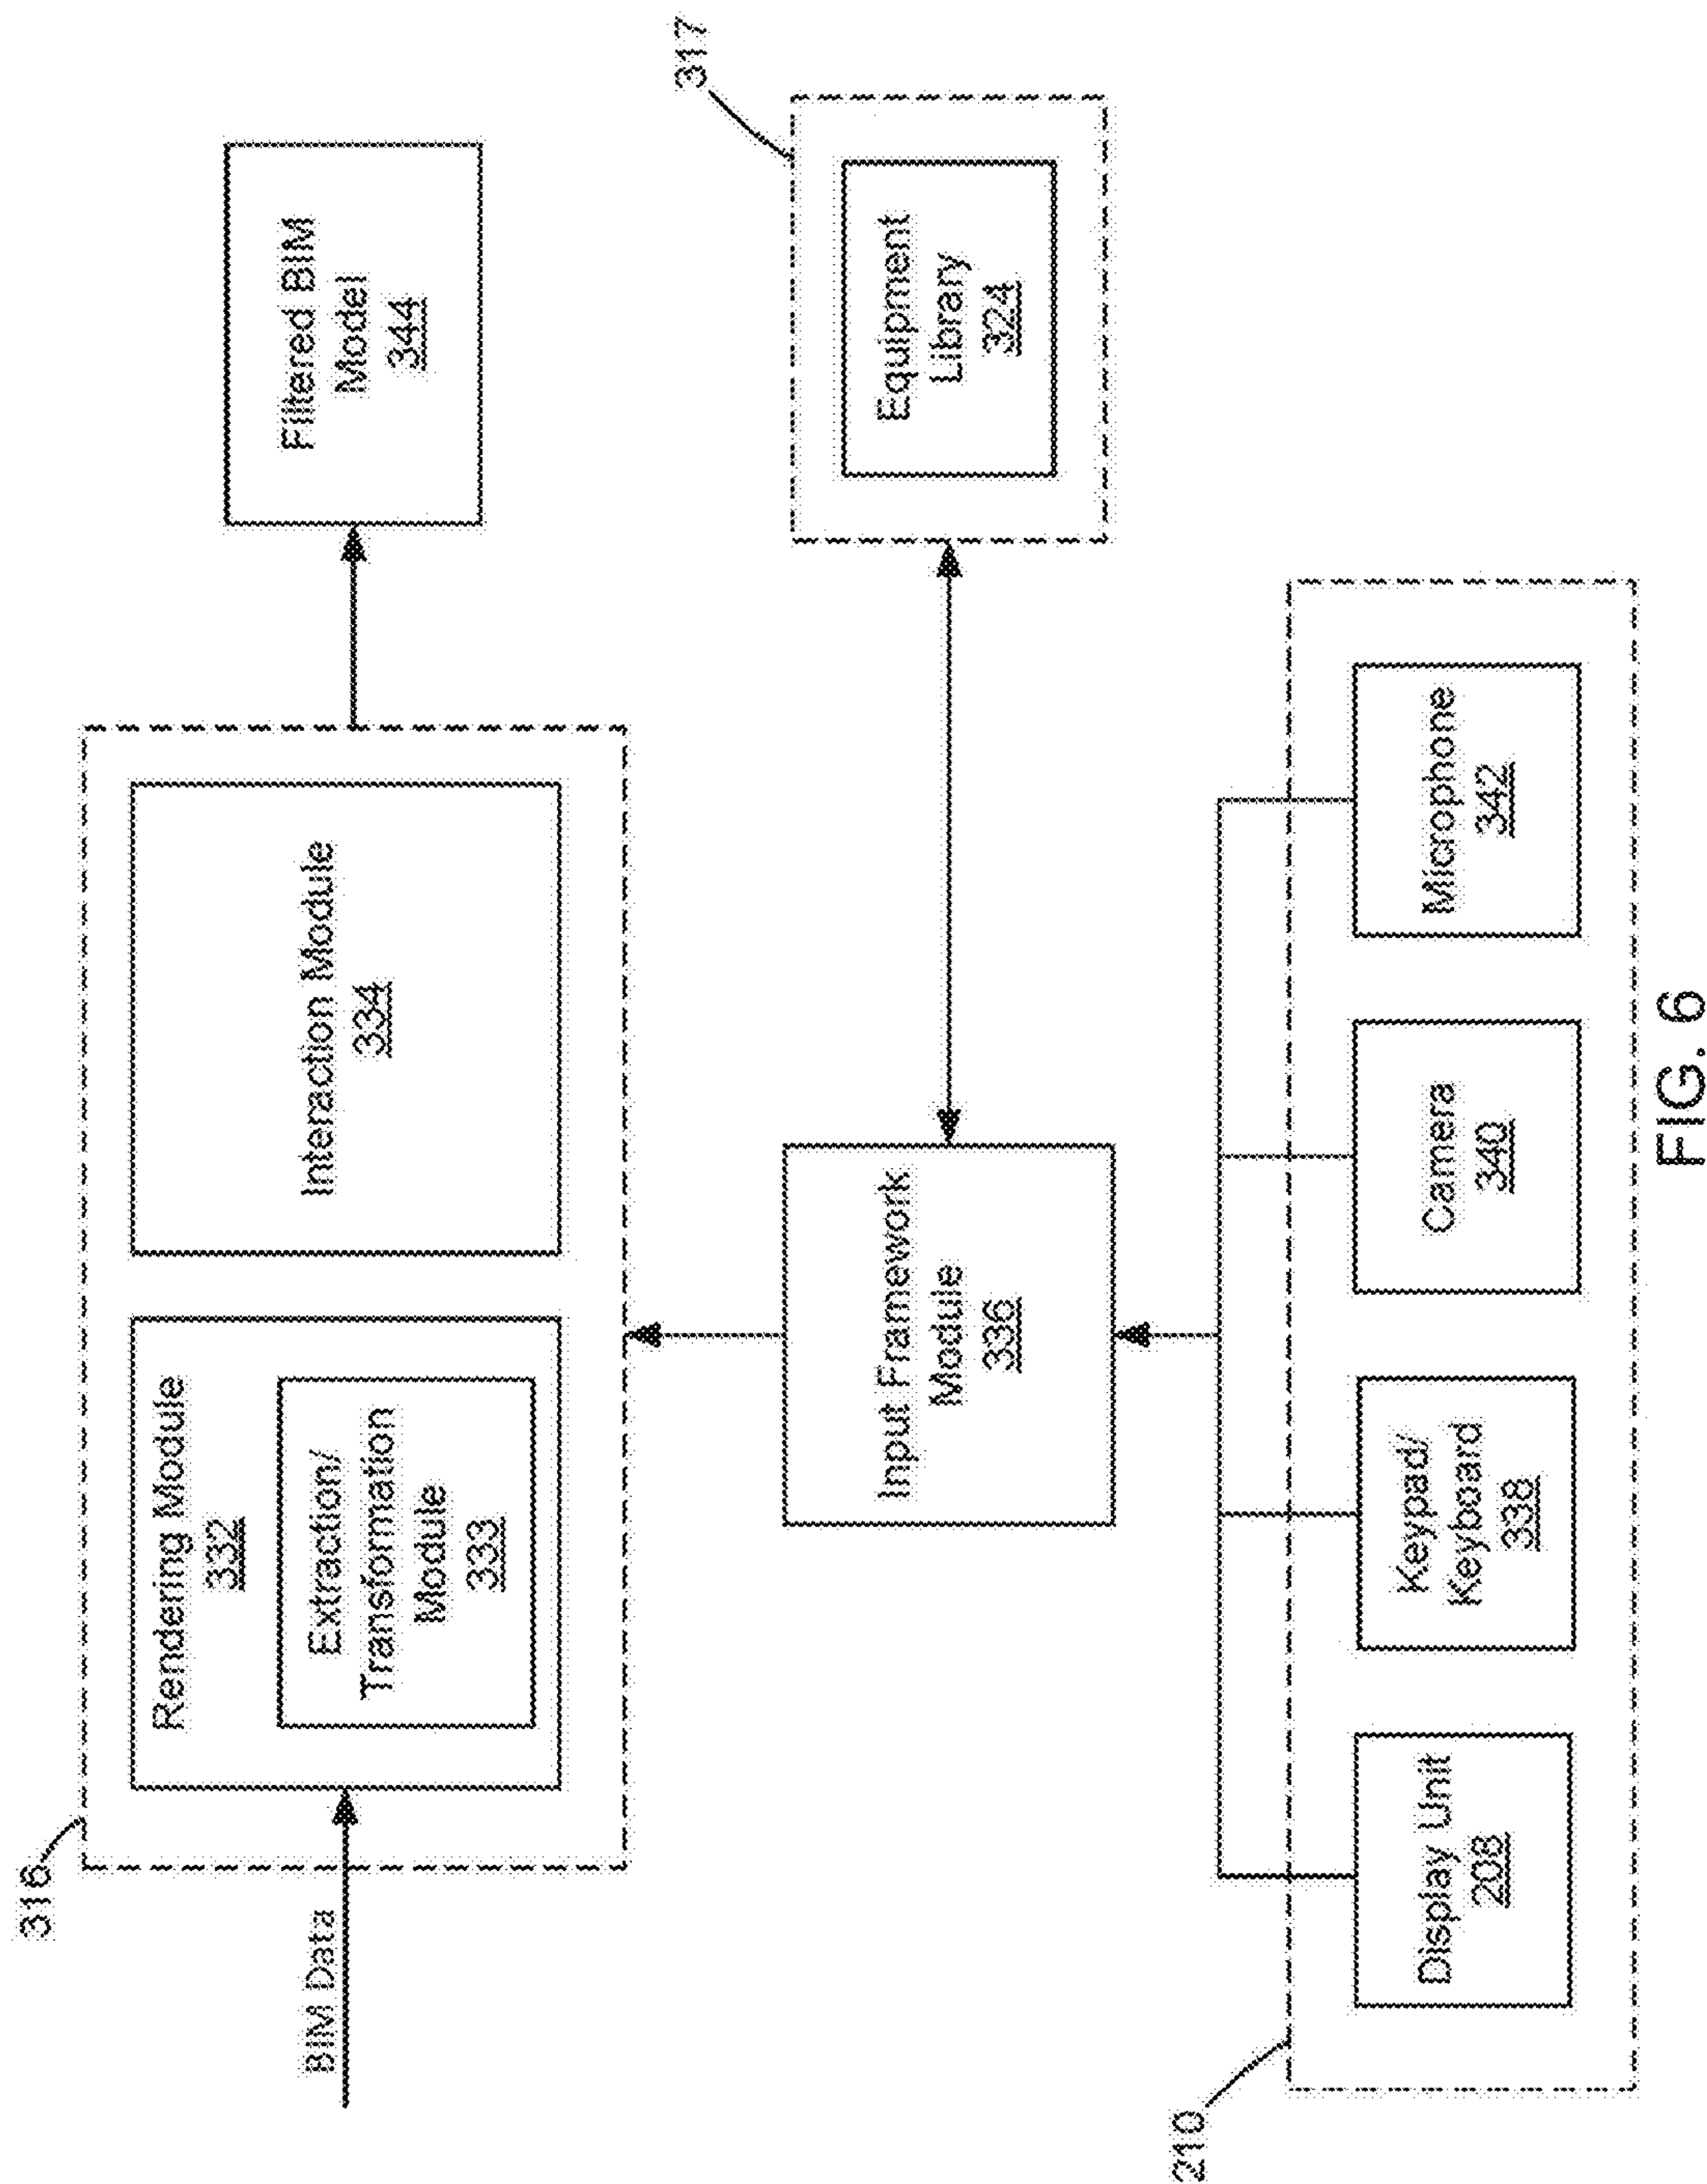 316
BIM Data
Rendering Module
332
Extraction/
Transformation
Module
333
Interaction Module
334
Filtered BIM
Model
344
Input Framework
Module
336
317
Equipment
Library
324
210
Display Unit
208
Keypad/
Keyboard
338
Camera
340
Microphone
342
FIG. 6